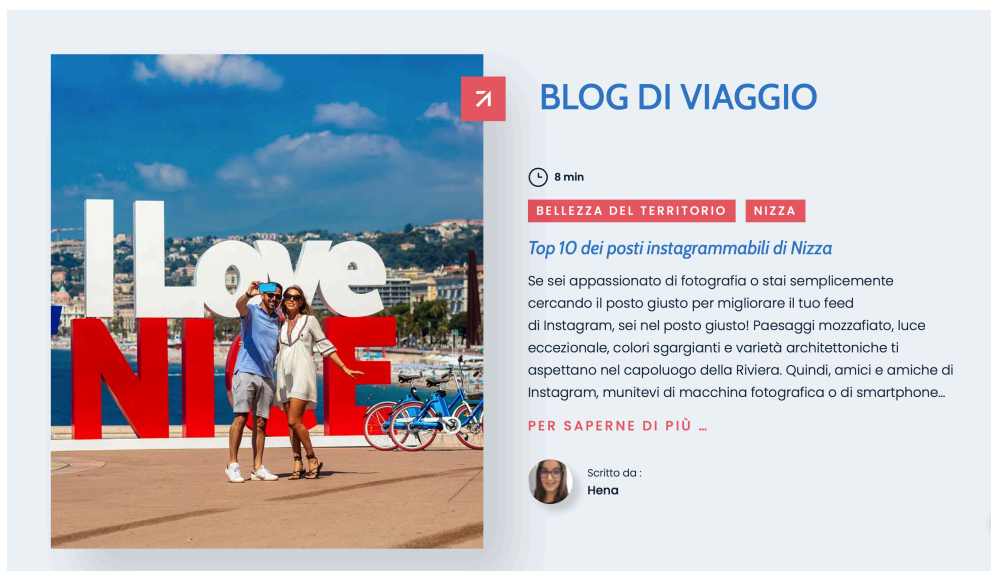 I Love
NICE
BLOG DI VIAGGIO
8 min
BELLEZZA DEL TERRITORIO NIZZA
Top 10 dei posti instagrammabili di Nizza
Se sei appassionato di fotografia o stai semplicemente
cercando il posto giusto per migliorare il tuo feed
di Instagram, sei nel posto giusto! Paesaggi mozzafiato, luce
eccezionale, colori sgargianti e varietà architettoniche ti
aspettano nel capoluogo della Riviera. Quindi, amici e amiche di
Instagram, munitevi di macchina fotografica o di smartphone...
PER SAPERNE DI PIÙ ...
Scritto da :
Hena